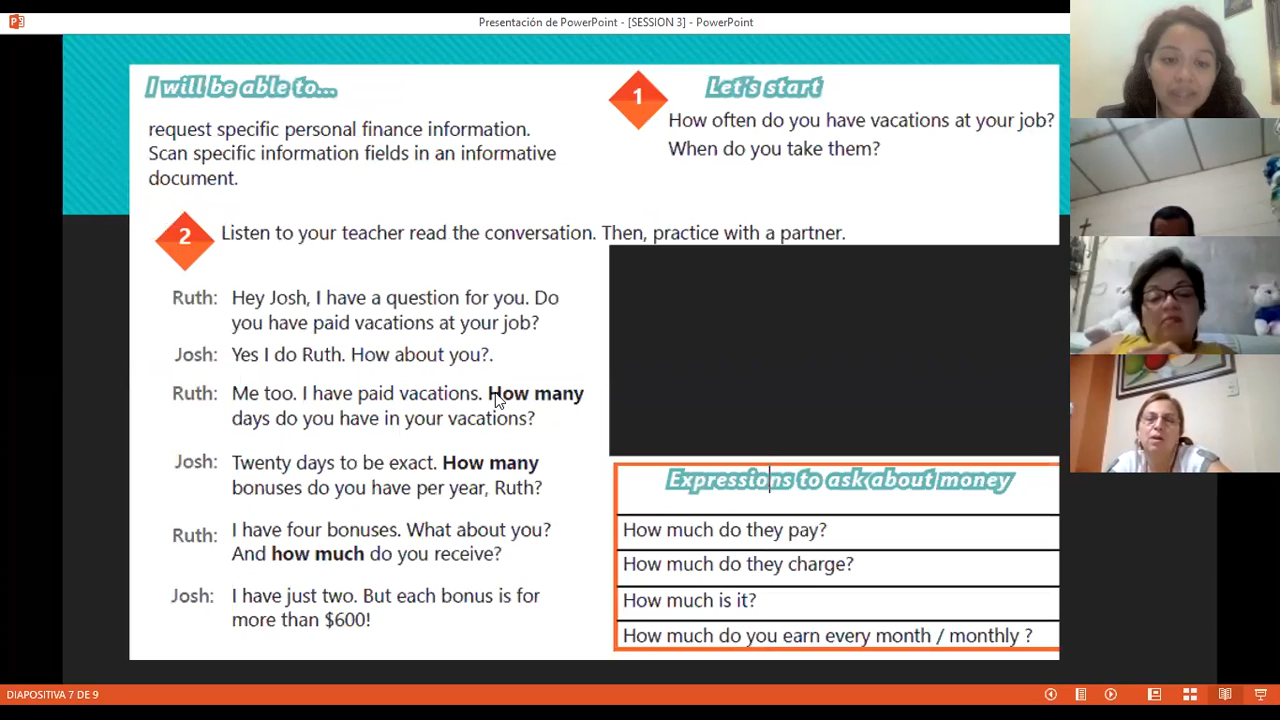 Presentación de PowerPoint - [SESSION 3] - PowerPoint
I will be able to...
request specific personal finance information.
Scan specific information fields in an informative
document.
1
Let's start
How often do you have vacations at your job?
When do you take them?
2
Listen to your teacher read the conversation. Then, practice with a partner.
Ruth: Hey Josh, I have a question for you. Do
you have paid vacations at your job?
Josh: Yes I do Ruth. How about you?.
Ruth: Me too. I have paid vacations. How many
days do you have in your vacations?
Josh: Twenty days to be exact. How many
bonuses do you have per year, Ruth?
Ruth: I have four bonuses. What about you?
And how much do you receive?
Josh: I have just two. But each bonus is for
more than $600!
Expressions to ask about money
How much do they pay?
How much do they charge?
How much is it?
How much do you earn every month / monthly ?
DIAPOSITIVA 7 DE 9